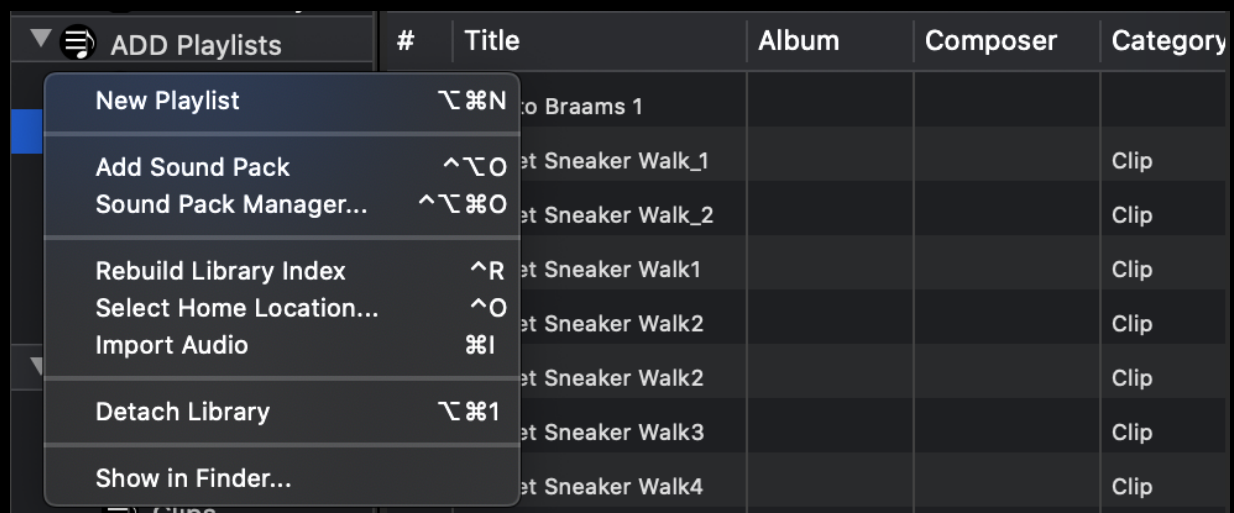 ADD Playlists
# Title Album Composer Category
New Playlist ⌥⌘N
Add Sound Pack ^⌥O
Sound Pack Manager... ^⌥⌘O
Rebuild Library Index ^R
Select Home Location... ^O
Import Audio ⌘I
Detach Library ⌥⌘1
Show in Finder...
to Braams 1
et Sneaker Walk_1 Clip
et Sneaker Walk_2 Clip
et Sneaker Walk1 Clip
et Sneaker Walk2 Clip
et Sneaker Walk2 Clip
et Sneaker Walk3 Clip
et Sneaker Walk4 Clip